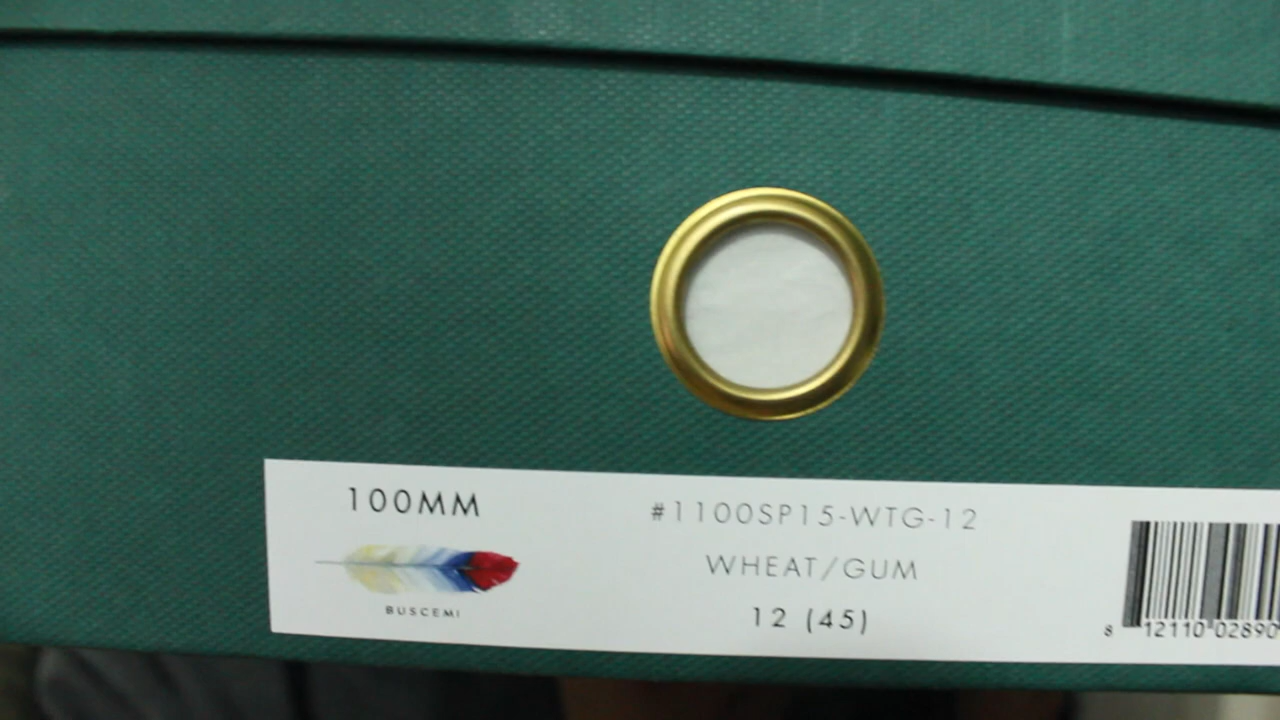 100MM
BUSCEMI
#1100SP15-WTG-12
WHEAT/GUM
12 (45)
8 12110 02890